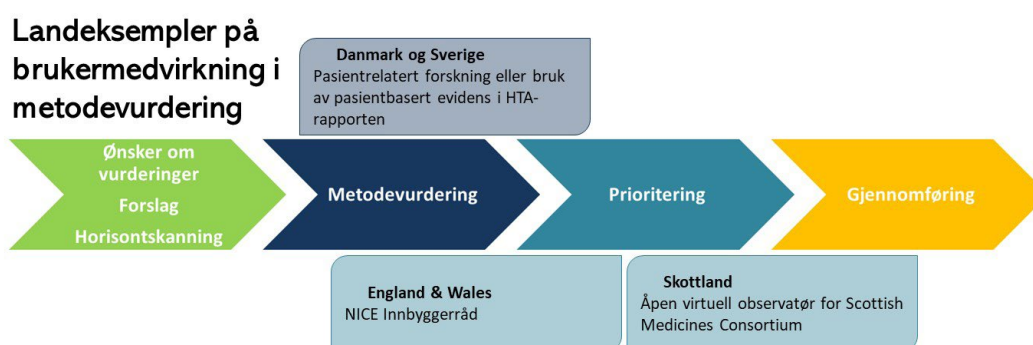 Landeksempler på
brukermedvirkning i
metodevurdering
Danmark og Sverige
Pasientrelatert forskning eller bruk
av pasientbasert evidens i HTA-
rapporten
Ønsker om
vurderinger
Forslag
Horisontskanning
Metodevurdering
Prioritering
Gjennomføring
England & Wales
NICE Innbyggerråd
Skottland
Åpen virtuell observatør for Scottish
Medicines Consortium